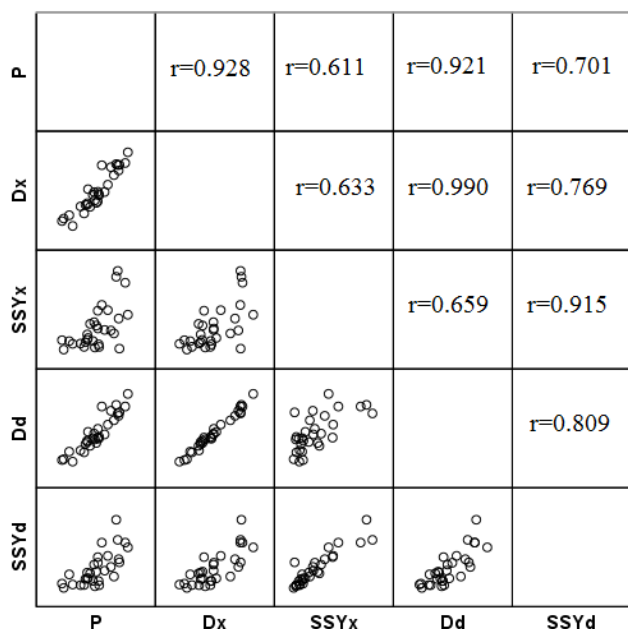 P r=0.928 r=0.611 r=0.921 r=0.701
Dx r=0.633 r=0.990 r=0.769
SSYx r=0.659 r=0.915
Dd r=0.809
SSYd
P Dx SSYx Dd SSYd